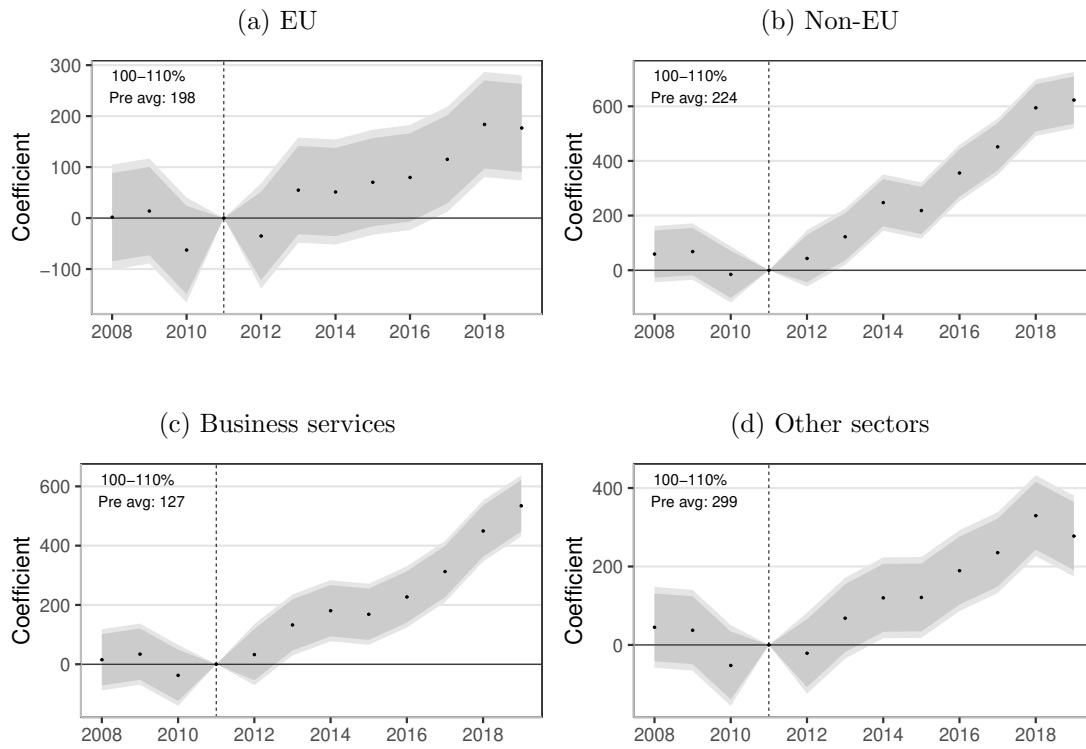 (a) EU
100−110%
Pre avg: 198
Coefficient
300
200
100
0
−100
2008 2010 2012 2014 2016 2018
(b) Non-EU
100−110%
Pre avg: 224
Coefficient
600
400
200
0
2008 2010 2012 2014 2016 2018
(c) Business services
100−110%
Pre avg: 127
Coefficient
600
400
200
0
2008 2010 2012 2014 2016 2018
(d) Other sectors
100−110%
Pre avg: 299
Coefficient
400
200
0
2008 2010 2012 2014 2016 2018